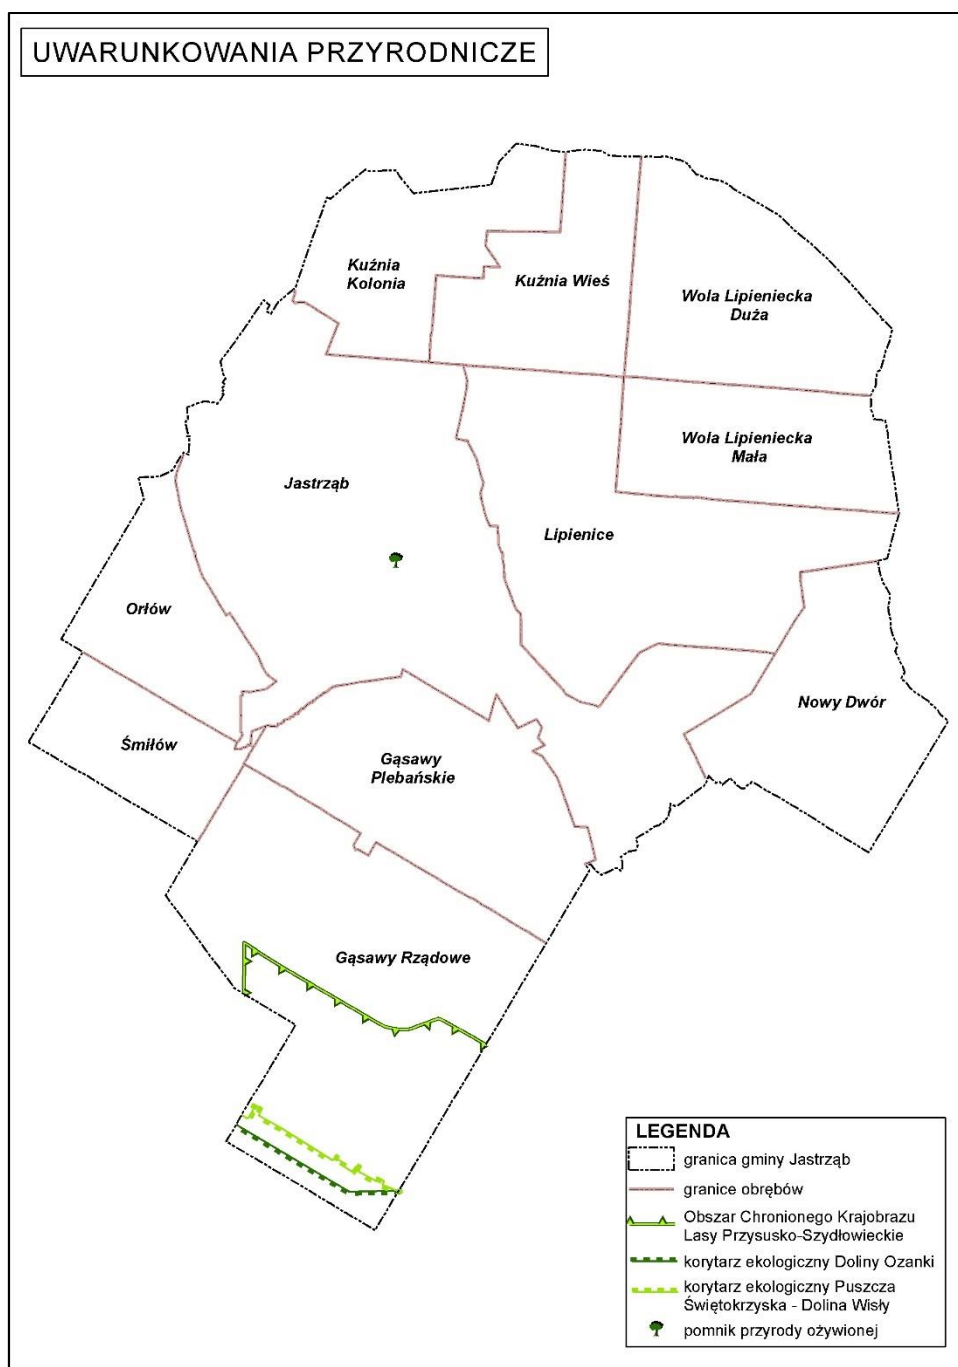 UWARUNKOWANIA PRZYRODNICZE
Kuźnia
Kolonia
Kuźnia Wieś
Wola Lipieniecka
Duża
Wola Lipieniecka
Mała
Jastrząb
Lipienice
Orłów
Nowy Dwór
Śmiłów
Gąsawy
Plebańskie
Gąsawy Rządowe
LEGENDA
granica gminy Jastrząb
granice obrębów
Obszar Chronionego Krajobrazu
Lasy Przysusko-Szydłowieckie
korytarz ekologiczny Doliny Ozanki
korytarz ekologiczny Puszcza
Świętokrzyska - Dolina Wisły
pomnik przyrody ożywionej